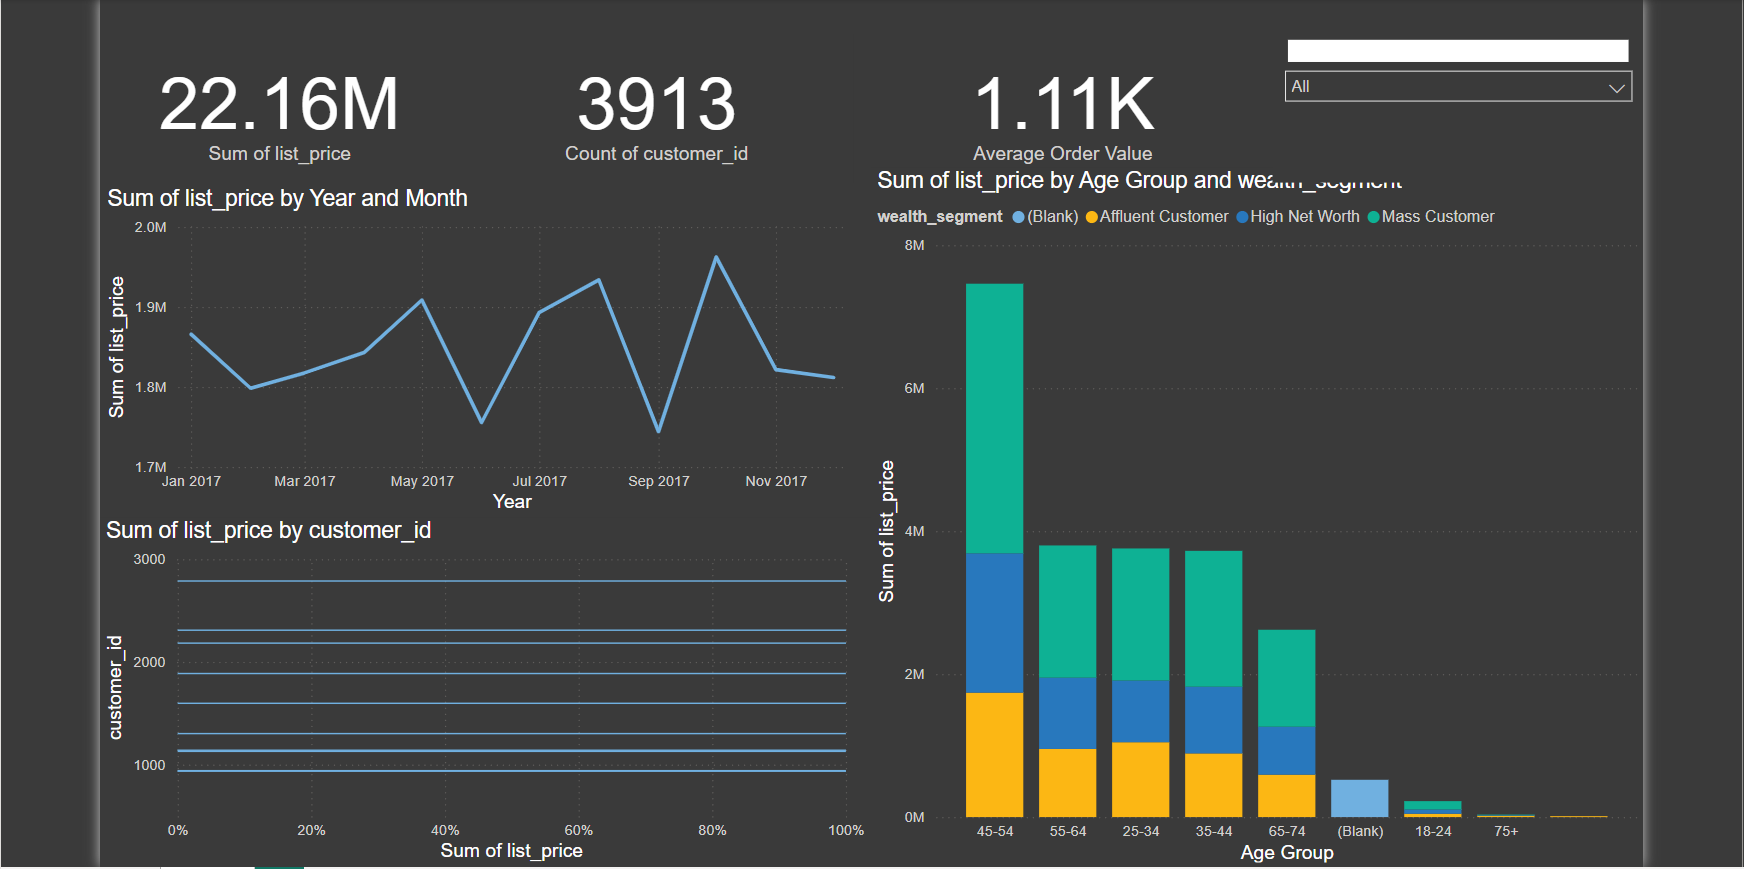 22.16M
Sum of list_price
3913
Count of customer_id
1.11K
Average Order Value
All
Sum of list_price by Year and Month
Sum of list_price
2.0M
1.9M
1.8M
1.7M
Jan 2017 Mar 2017 May 2017 Jul 2017 Sep 2017 Nov 2017
Year
Sum of list_price by customer_id
customer_id
3000
2000
1000
0% 20% 40% 60% 80% 100%
Sum of list_price
Sum of list_price by Age Group and wealth_segment
wealth_segment (Blank) Affluent Customer High Net Worth Mass Customer
Sum of list_price
8M
6M
4M
2M
0M
45-54 55-64 25-34 35-44 65-74 (Blank) 18-24 75+
Age Group